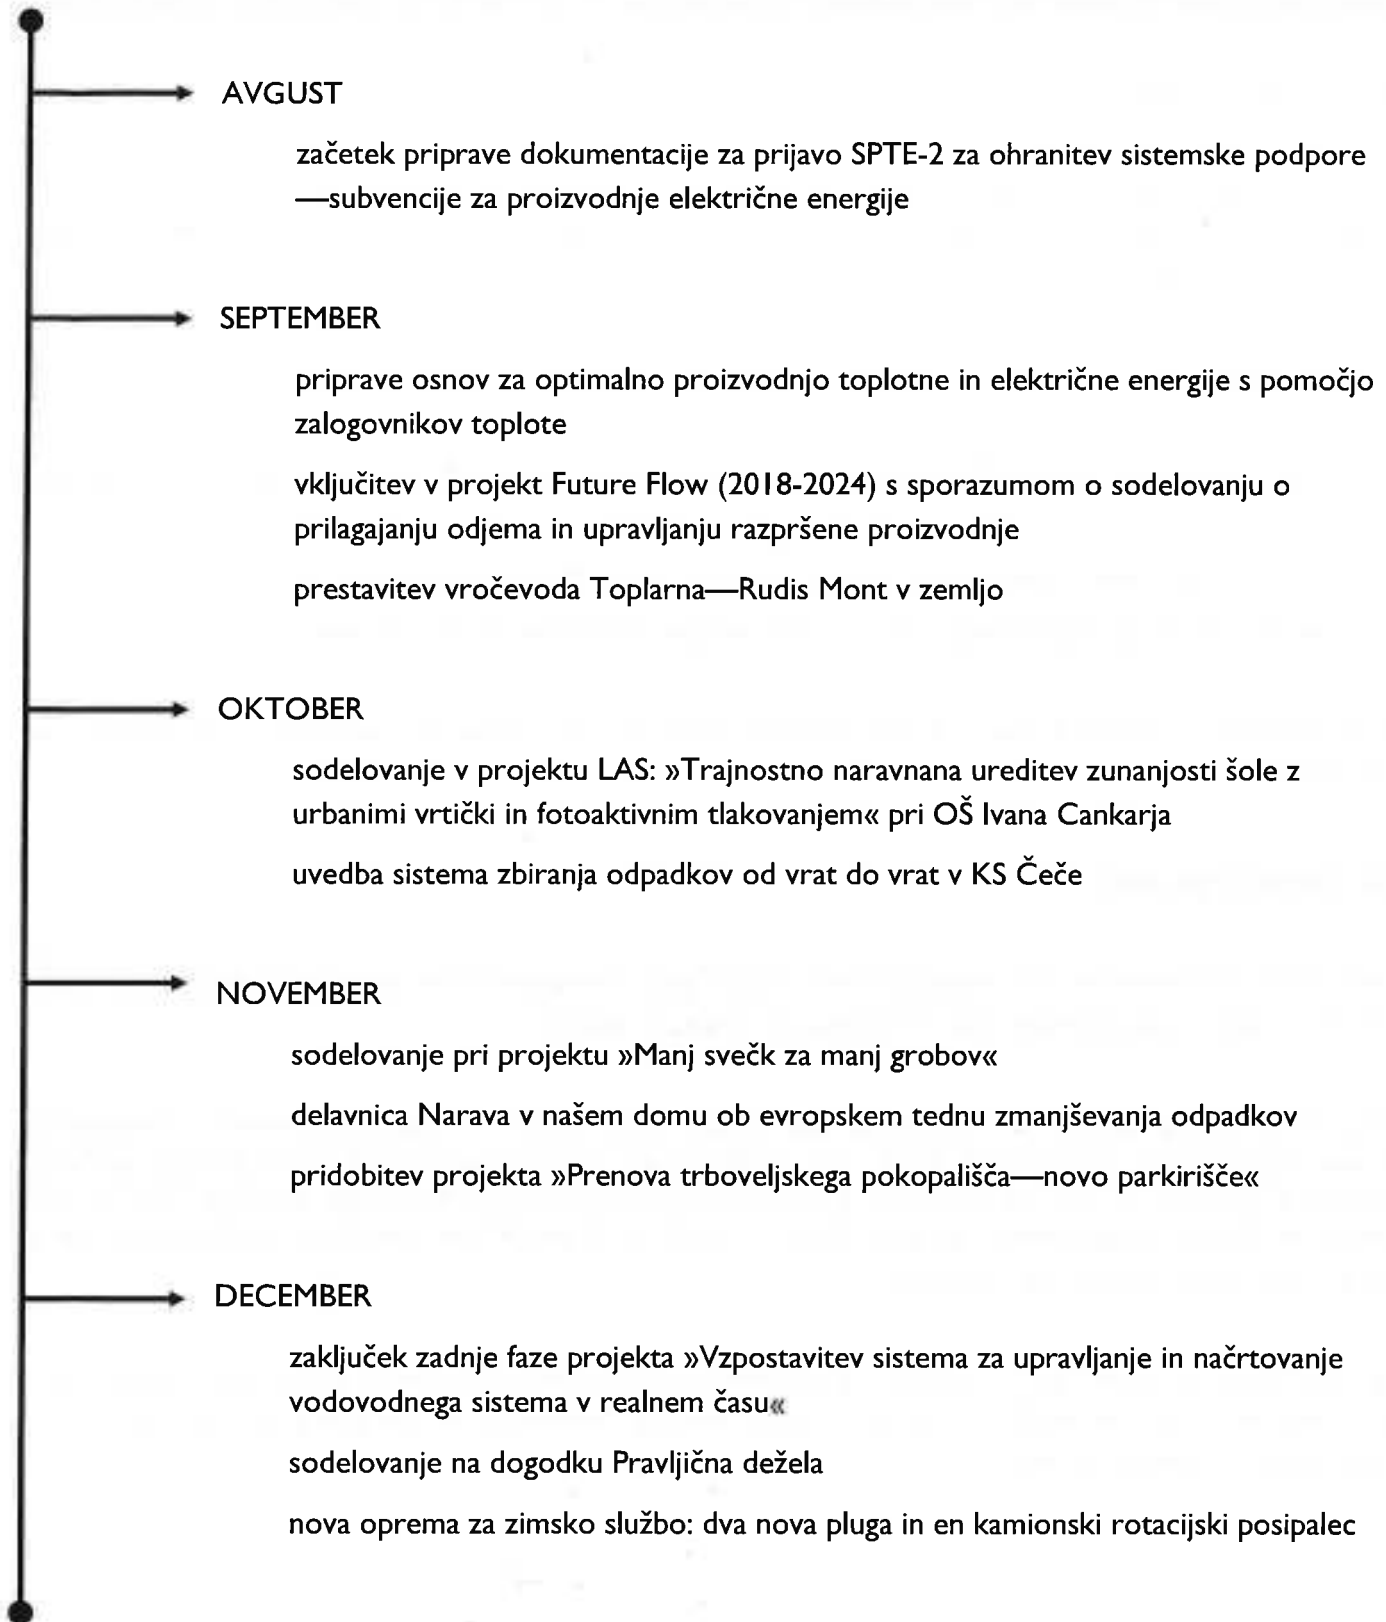 AVGUST
začetek priprave dokumentacije za prijavo SPTE-2 za ohranitev sistemske podpore
—subvencije za proizvodnje električne energije
SEPTEMBER
priprave osnov za optimalno proizvodnjo toplotne in električne energije s pomočjo
zalogovnikov toplote
vključitev v projekt Future Flow (2018-2024) s sporazumom o sodelovanju o
prilagajanju odjema in upravljanju razpršene proizvodnje
prestavitev vročevoda Toplarna—Rudis Mont v zemljo
OKTOBER
sodelovanje v projektu LAS: »Trajnostno naravnana ureditev zunanjosti šole z
urbanimi vrtički in fotoaktivnim tlakovanjem« pri OŠ Ivana Cankarja
uvedba sistema zbiranja odpadkov od vrat do vrat v KS Čeče
NOVEMBER
sodelovanje pri projektu »Manj svečk za manj grobov«
delavnica Narava v našem domu ob evropskem tednu zmanjševanja odpadkov
pridobitev projekta »Prenova trboveljskega pokopališča—novo parkirišče«
DECEMBER
zaključek zadnje faze projekta »Vzpostavitev sistema za upravljanje in načrtovanje
vodovodnega sistema v realnem času«
sodelovanje na dogodku Pravljična dežela
nova oprema za zimsko službo: dva nova pluga in en kamionski rotacijski posipalec